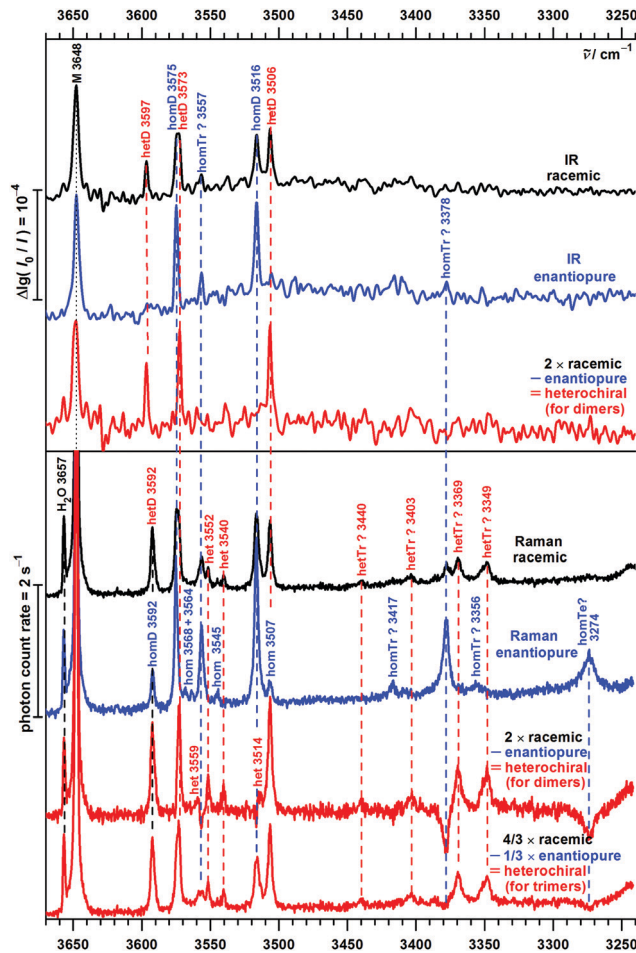 3650 3600 3550 3500 3450 3400 3350 3300 3250
ν̃/ cm⁻¹
M 3648
hetD 3597
homD 3575
hetD 3573
homTr ? 3557
homD 3516
hetD 3506
IR
racemic
Δlg( I₀ / I ) = 10⁻⁴
homTr ? 3378
IR
enantiopure
2 × racemic
– enantiopure
= heterochiral
(for dimers)
H₂O 3657
hetD 3592
het 3552
het 3540
hetTr ? 3440
hetTr ? 3403
hetTr ? 3369
hetTr ? 3349
Raman
racemic
photon count rate = 2 s⁻¹
homD 3592
hom 3568 + 3564
hom 3545
hom 3507
homTr ? 3417
homTr ? 3356
homTe?
3274
Raman
enantiopure
het 3559
het 3514
2 × racemic
– enantiopure
= heterochiral
(for dimers)
4/3 × racemic
– 1/3 × enantiopure
= heterochiral
(for trimers)
3650 3600 3550 3500 3450 3400 3350 3300 3250